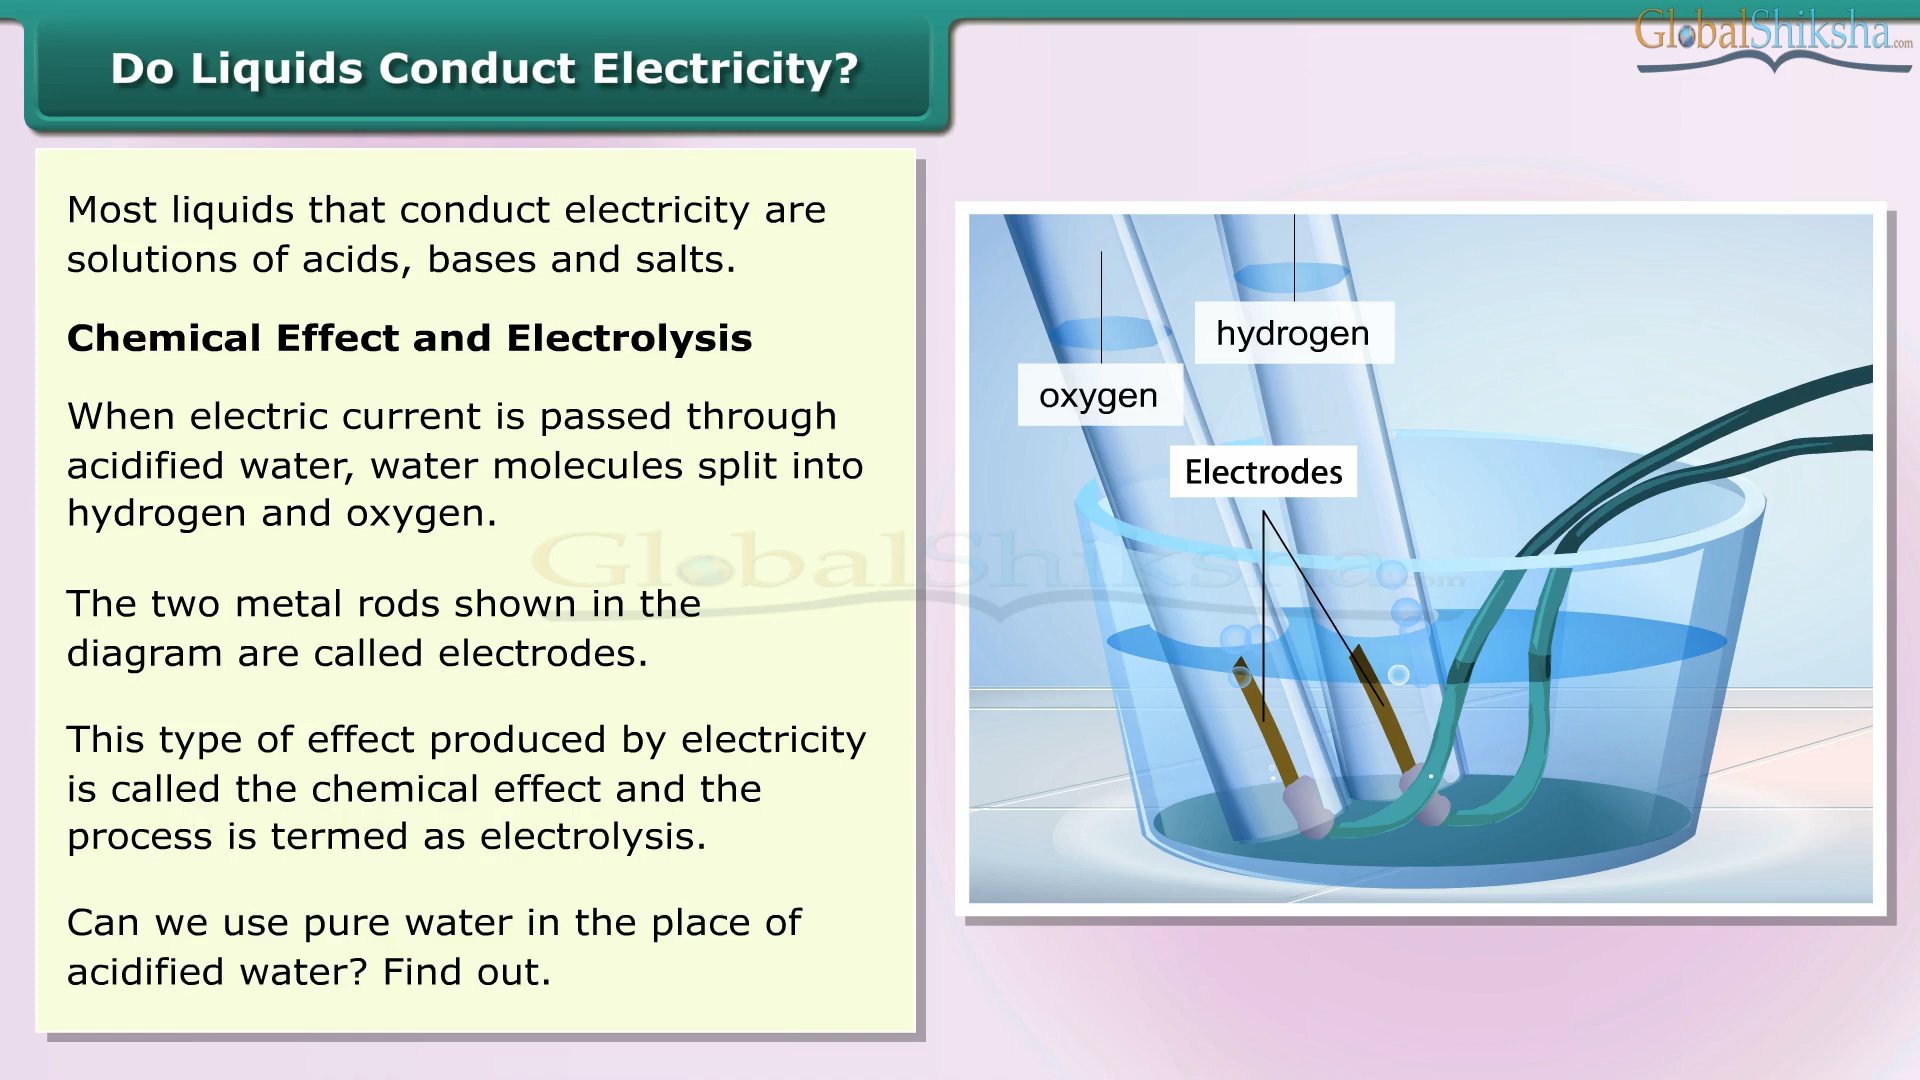 Do Liquids Conduct Electricity?
GlobalShiksha.com
Most liquids that conduct electricity are
solutions of acids, bases and salts.
Chemical Effect and Electrolysis
When electric current is passed through
acidified water, water molecules split into
hydrogen and oxygen.
The two metal rods shown in the
diagram are called electrodes.
This type of effect produced by electricity
is called the chemical effect and the
process is termed as electrolysis.
Can we use pure water in the place of
acidified water? Find out.
hydrogen
oxygen
Electrodes
GlobalShiksha.com